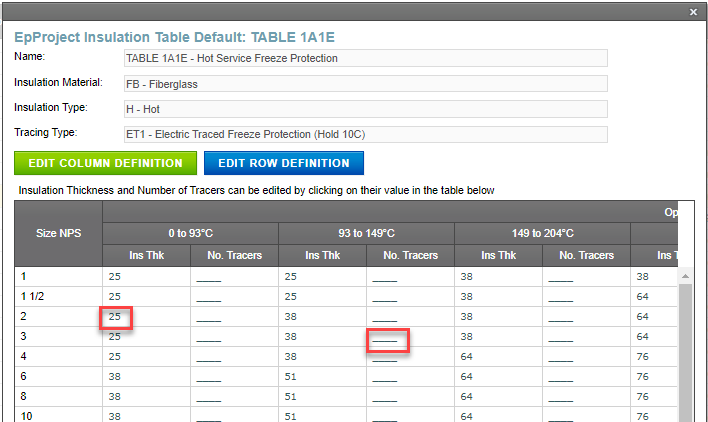 ×
EpProject Insulation Table Default: TABLE 1A1E
Name: TABLE 1A1E - Hot Service Freeze Protection
Insulation Material: FB - Fiberglass
Insulation Type: H - Hot
Tracing Type: ET1 - Electric Traced Freeze Protection (Hold 10C)
EDIT COLUMN DEFINITION EDIT ROW DEFINITION
Insulation Thickness and Number of Tracers can be edited by clicking on their value in the table below
Op
Size NPS 0 to 93°C 93 to 149°C 149 to 204°C
Ins Thk No. Tracers Ins Thk No. Tracers Ins Thk No. Tracers Ins T
1 25 ____ 25 ____ 38 ____ 38
1 1/2 25 ____ 25 ____ 38 ____ 64
2 25 ____ 38 ____ 38 ____ 64
3 25 ____ 38 ____ 38 ____ 64
4 25 ____ 38 ____ 64 ____ 76
6 38 ____ 51 ____ 64 ____ 76
8 38 ____ 51 ____ 64 ____ 76
10 38 ____ 51 ____ 64 ____ 76